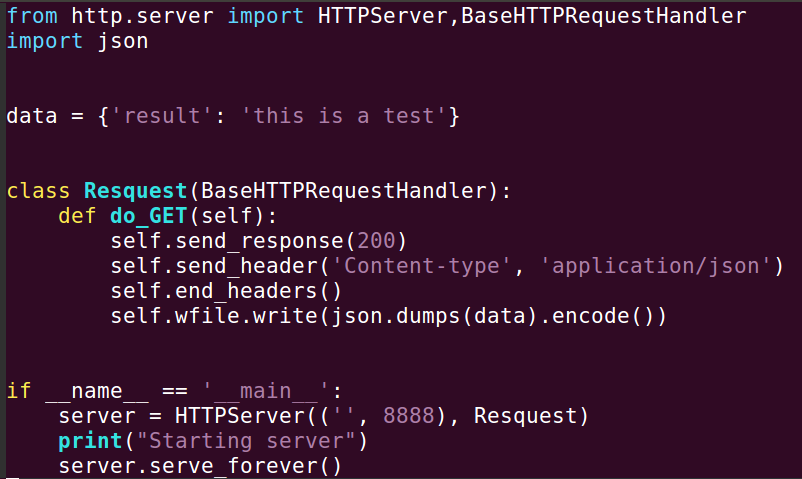 from http.server import HTTPServer,BaseHTTPRequestHandler
import json
data = {'result': 'this is a test'}
class Resquest(BaseHTTPRequestHandler):
    def do_GET(self):
        self.send_response(200)
        self.send_header('Content-type', 'application/json')
        self.end_headers()
        self.wfile.write(json.dumps(data).encode())
if __name__ == '__main__':
    server = HTTPServer(('', 8888), Resquest)
    print("Starting server")
    server.serve_forever()